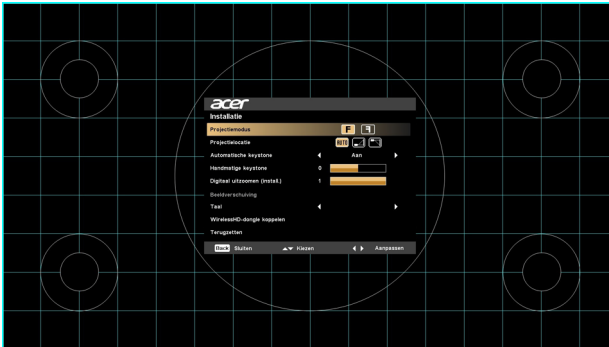 acer
Installatie
Projectiemodus F F
Projectielocatie AUTO
Automatische keystone Aan
Handmatige keystone 0
Digitaal uitzoomen (install.) 1
Beeldverschuiving
Taal
WirelessHD-dongle koppelen
Terugzetten
Back Sluiten Kiezen Aanpassen